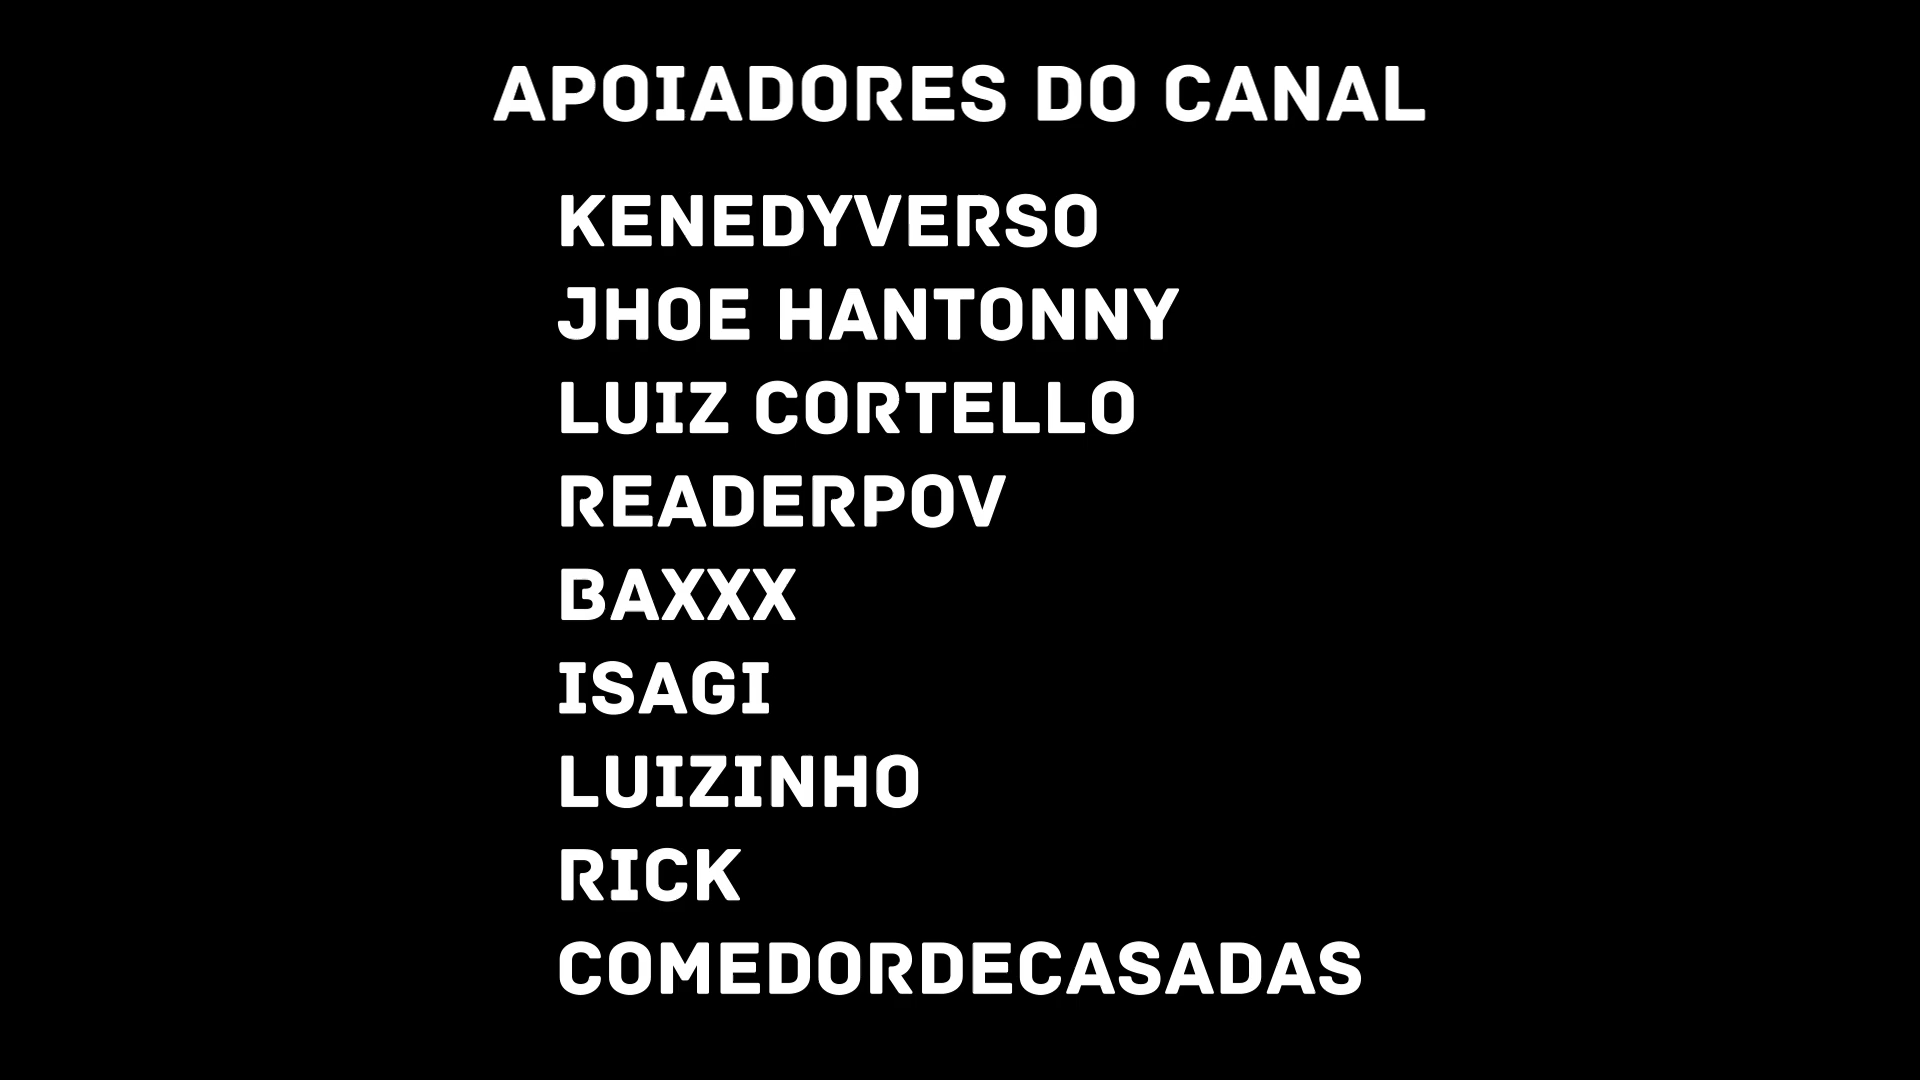 APOIADORES DO CANAL
KENEDYVERSO
JHOE HANTONNY
LUIZ CORTELLO
READERPOV
BAXXX
ISAGI
LUIZINHO
RICK
COMEDORDECASADAS